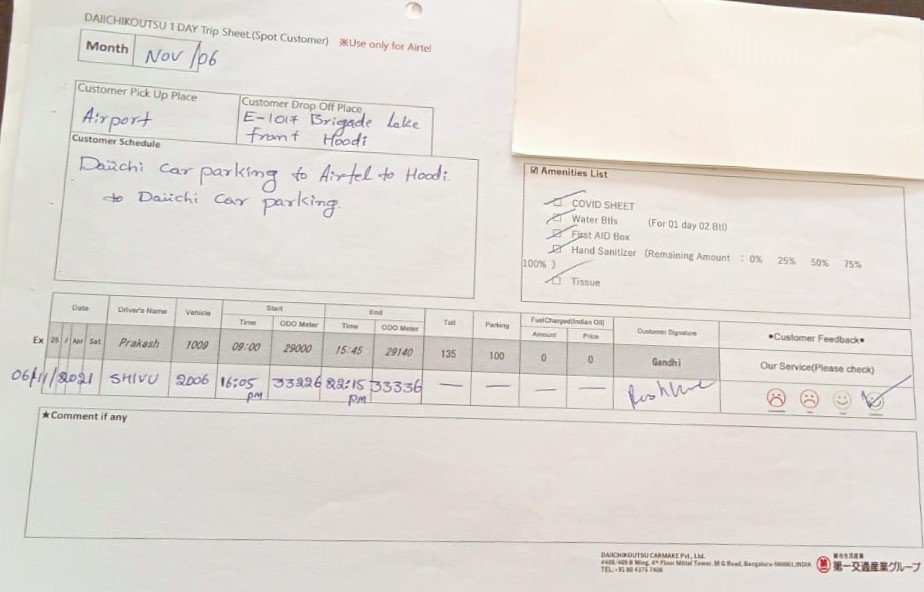 DAIICHIKOUTSU 1 DAY Trip Sheet.(Spot Customer) ※Use only for Airtel
Month Nov/06
Customer Pick Up Place
Airport
Customer Drop Off Place
E-1017 Brigade Lake
front Hoodi
Customer Schedule
Daiichi car parking to Airtel to Hoodi.
to Daiichi car parking.
☑ Amenities List
COVID SHEET
Water Btls (For 01 day 02 Btl)
First AID Box
Hand Sanitizer (Remaining Amount : 0% 25% 50% 75%
100% )
Tissue
Date Driver's Name Vehicle Start End Toll Parking FuelCharged(Indian Oil) Customer Signature
Time ODO Meter Time ODO Meter Amount Price
●Customer Feedback●
Ex 25 / Apr Sat Prakash 1009 09:00 29000 15:45 29140 135 100 0 0 Gandhi
Our Service(Please check)
06/11/2021 SHIVU 2006 16:05 PM 33226 22:15 PM 33336 — — — —
★Comment if any
DAIICHIKOUTSU CARMAKE Pvt., Ltd.
#408/409 B Wing, 4th Floor Mittal Tower, M G Road, Bengaluru-560001,INDIA
TEL:+91 80 4375 7408
第一交通産業グループ